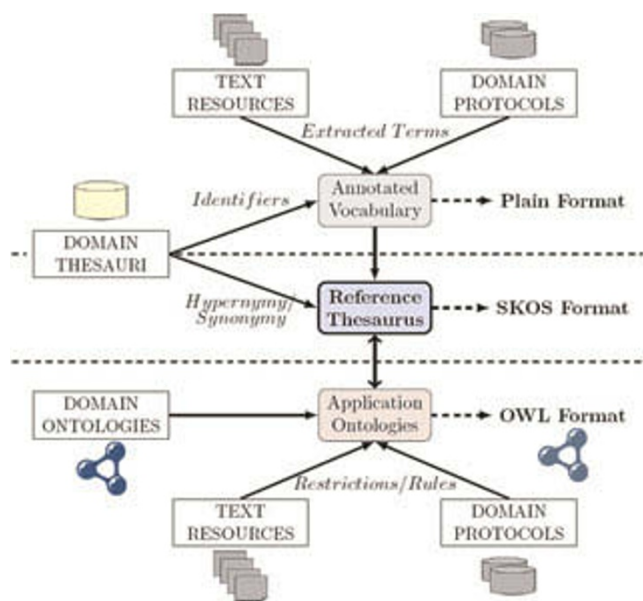 TEXT
RESOURCES
DOMAIN
PROTOCOLS
Extracted Terms
Identifiers
Annotated
Vocabulary
Plain Format
DOMAIN
THESAURI
Hypernymy/
Synonymy
Reference
Thesaurus
SKOS Format
DOMAIN
ONTOLOGIES
Application
Ontologies
OWL Format
Restrictions/Rules
TEXT
RESOURCES
DOMAIN
PROTOCOLS